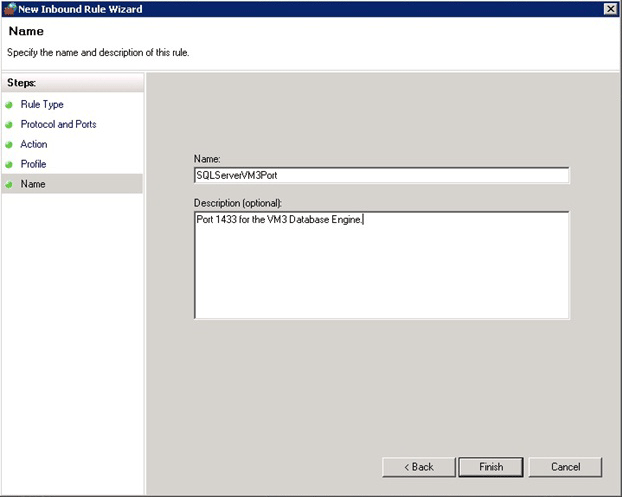 New Inbound Rule Wizard
Name
Specify the name and description of this rule.
Steps:
Rule Type
Protocol and Ports
Action
Profile
Name
Name:
SQLServerVM3Port
Description (optional):
Port 1433 for the VM3 Database Engine.
< Back
Finish
Cancel